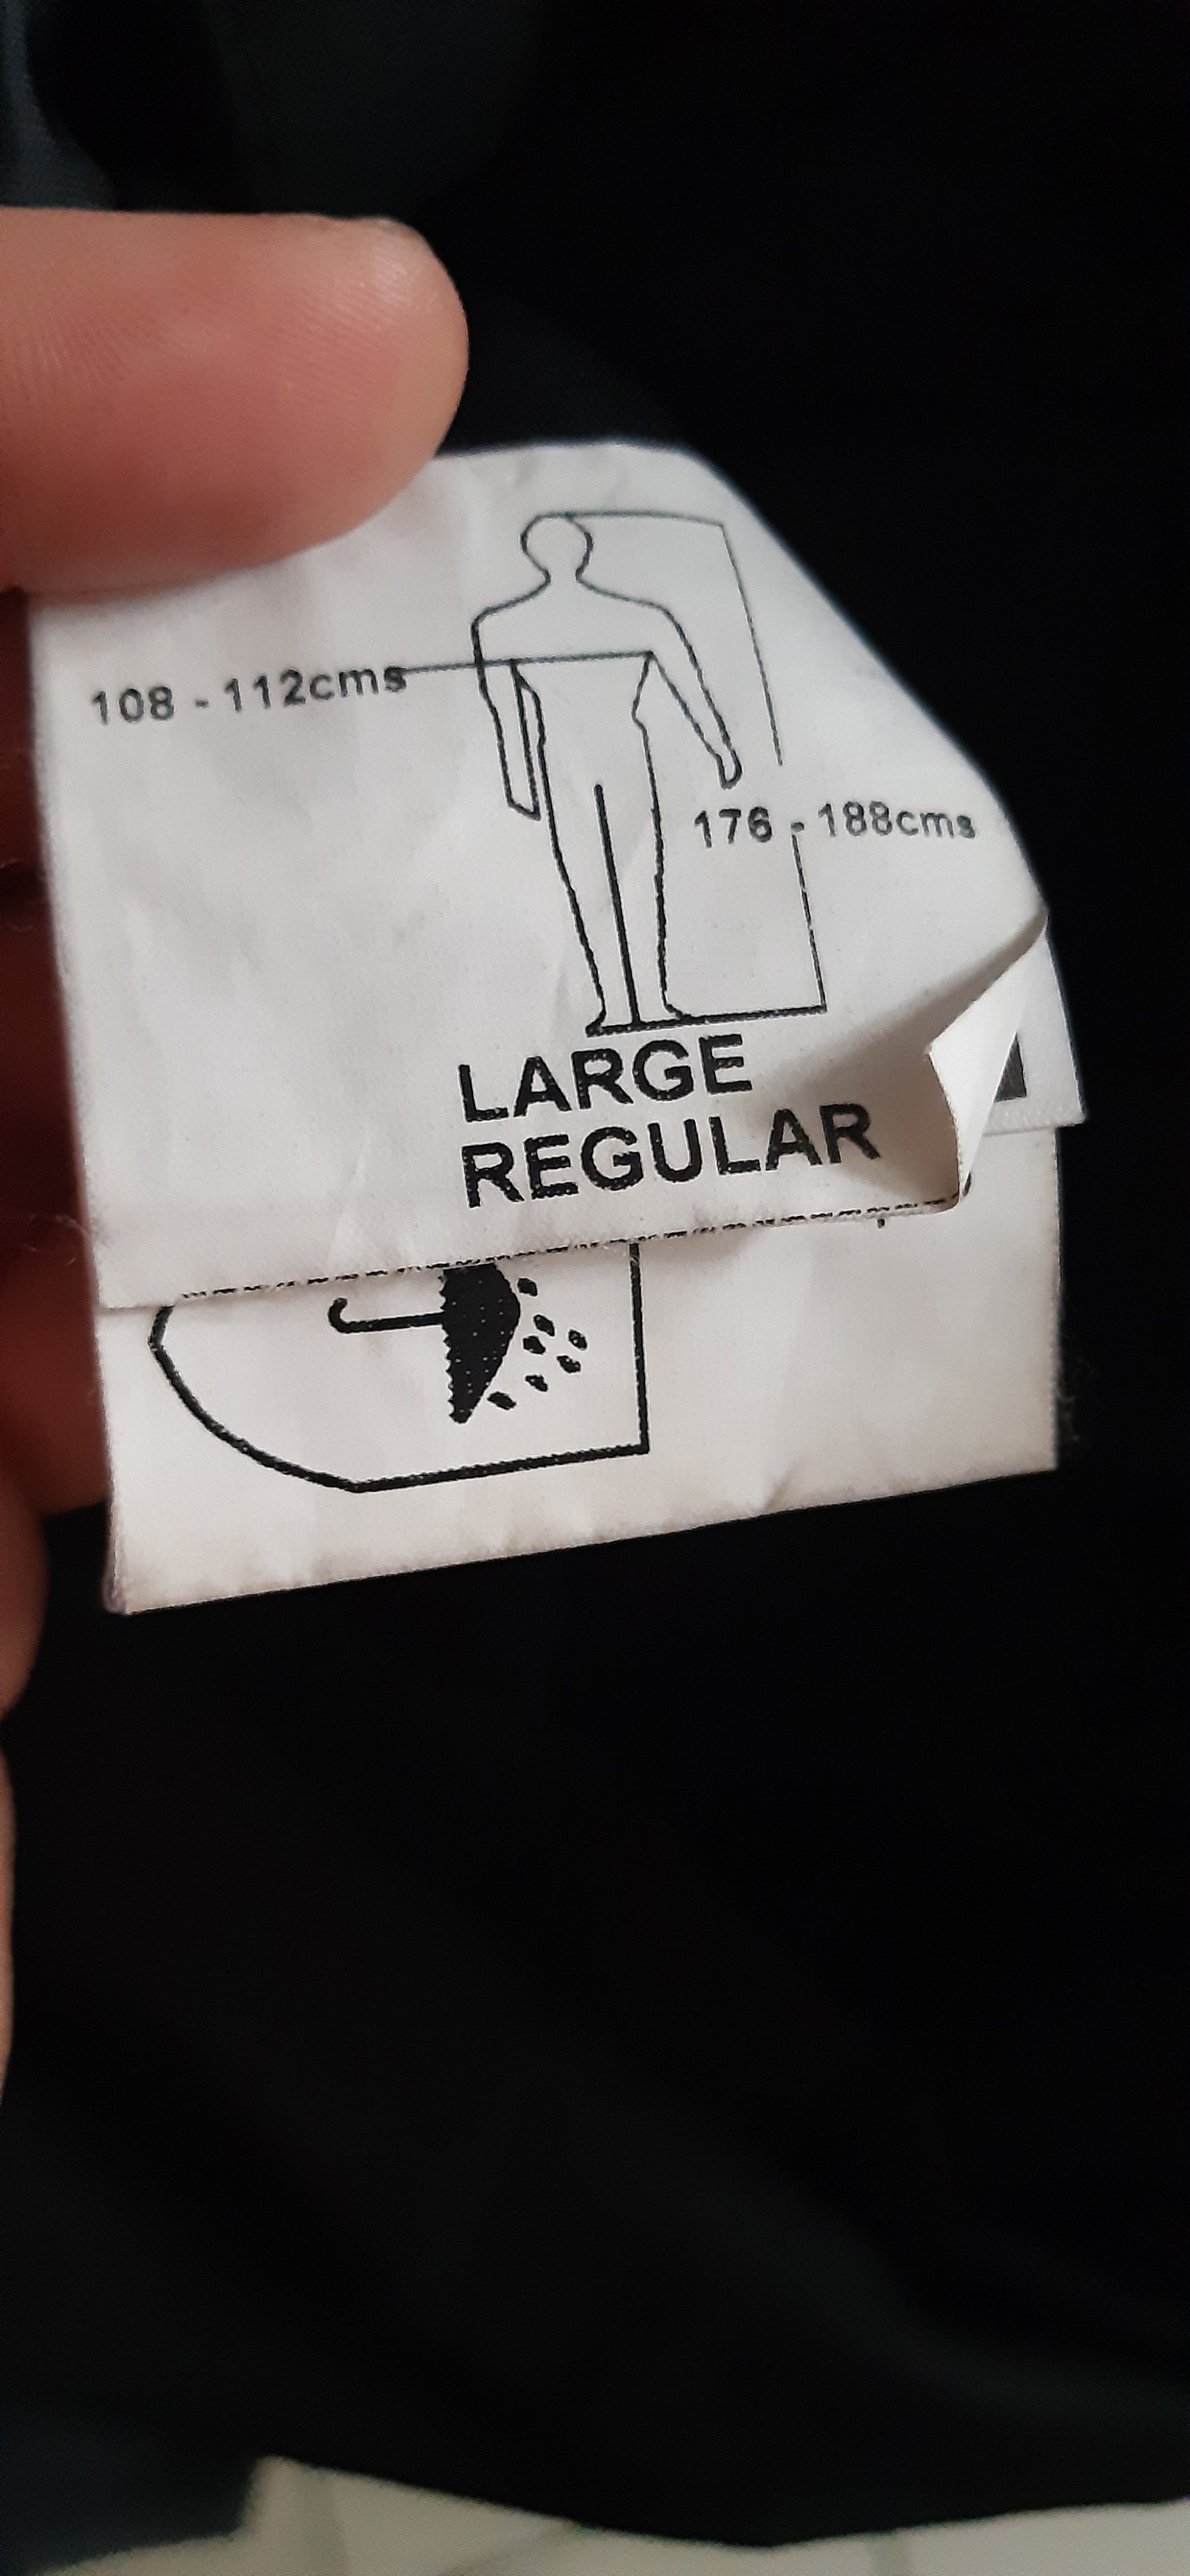 108 - 112cms
176 - 188cms
LARGE
REGULAR